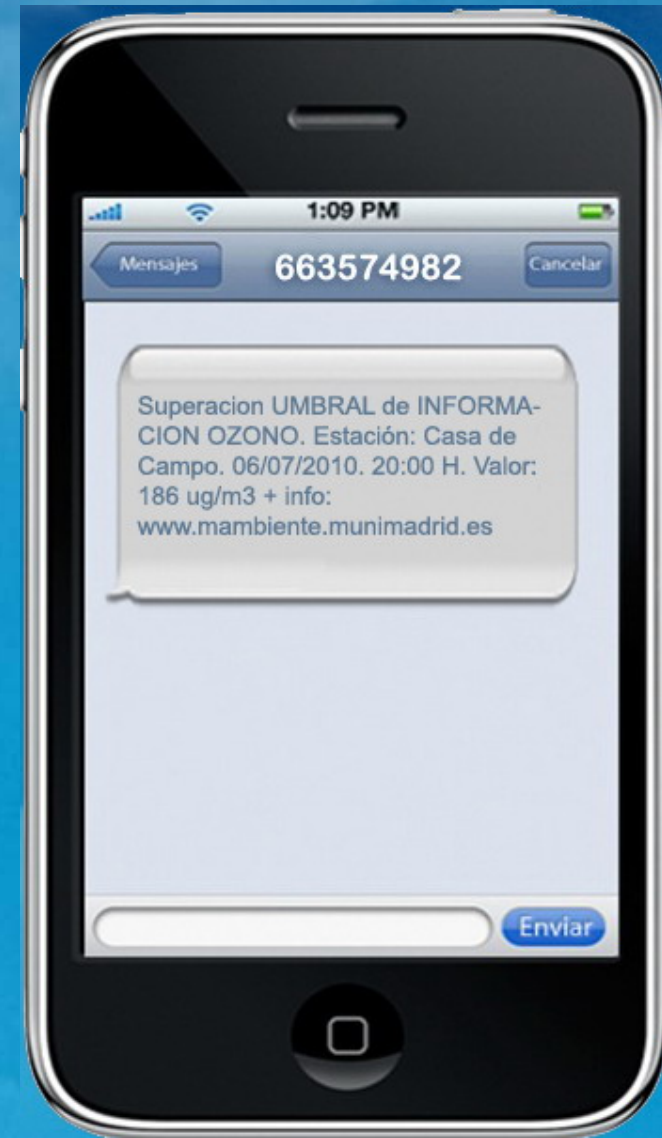 1:09 PM
Mensajes
663574982
Cancelar
Superacion UMBRAL de INFORMA-
CION OZONO. Estación: Casa de
Campo. 06/07/2010. 20:00 H. Valor:
186 ug/m3 + info:
www.mambiente.munimadrid.es
Enviar